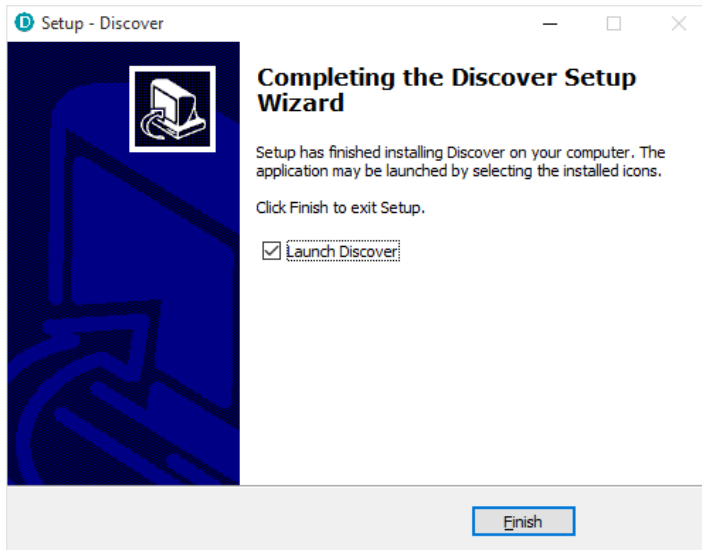 Setup - Discover
Completing the Discover Setup
Wizard
Setup has finished installing Discover on your computer. The
application may be launched by selecting the installed icons.
Click Finish to exit Setup.
Launch Discover
Finish